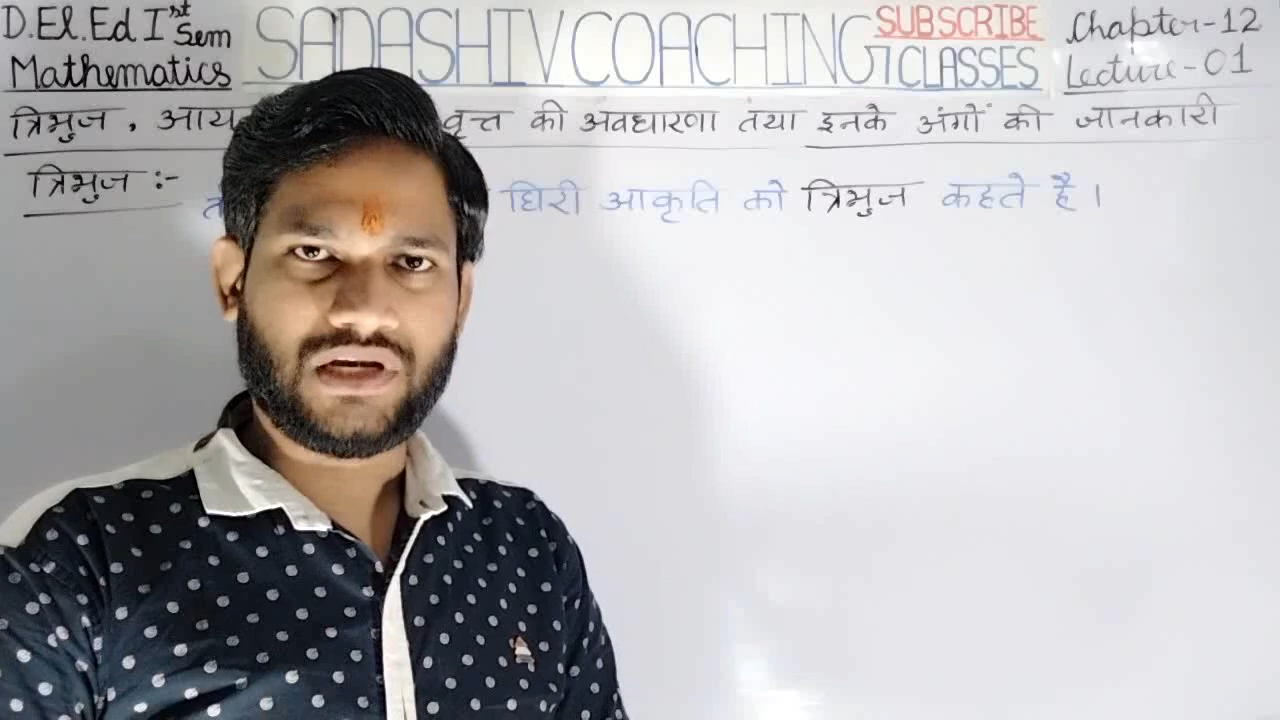 D.El.Ed Ist Sem
Mathematics
SADASHIV COACHING CLASSES
SUBSCRIBE
Chapter-12
Lecture-01
त्रिभुज, वृत्त की अवधारणा तथा इनके अंगों की जानकारी
त्रिभुज :-
घिरी आकृति को त्रिभुज कहते है।